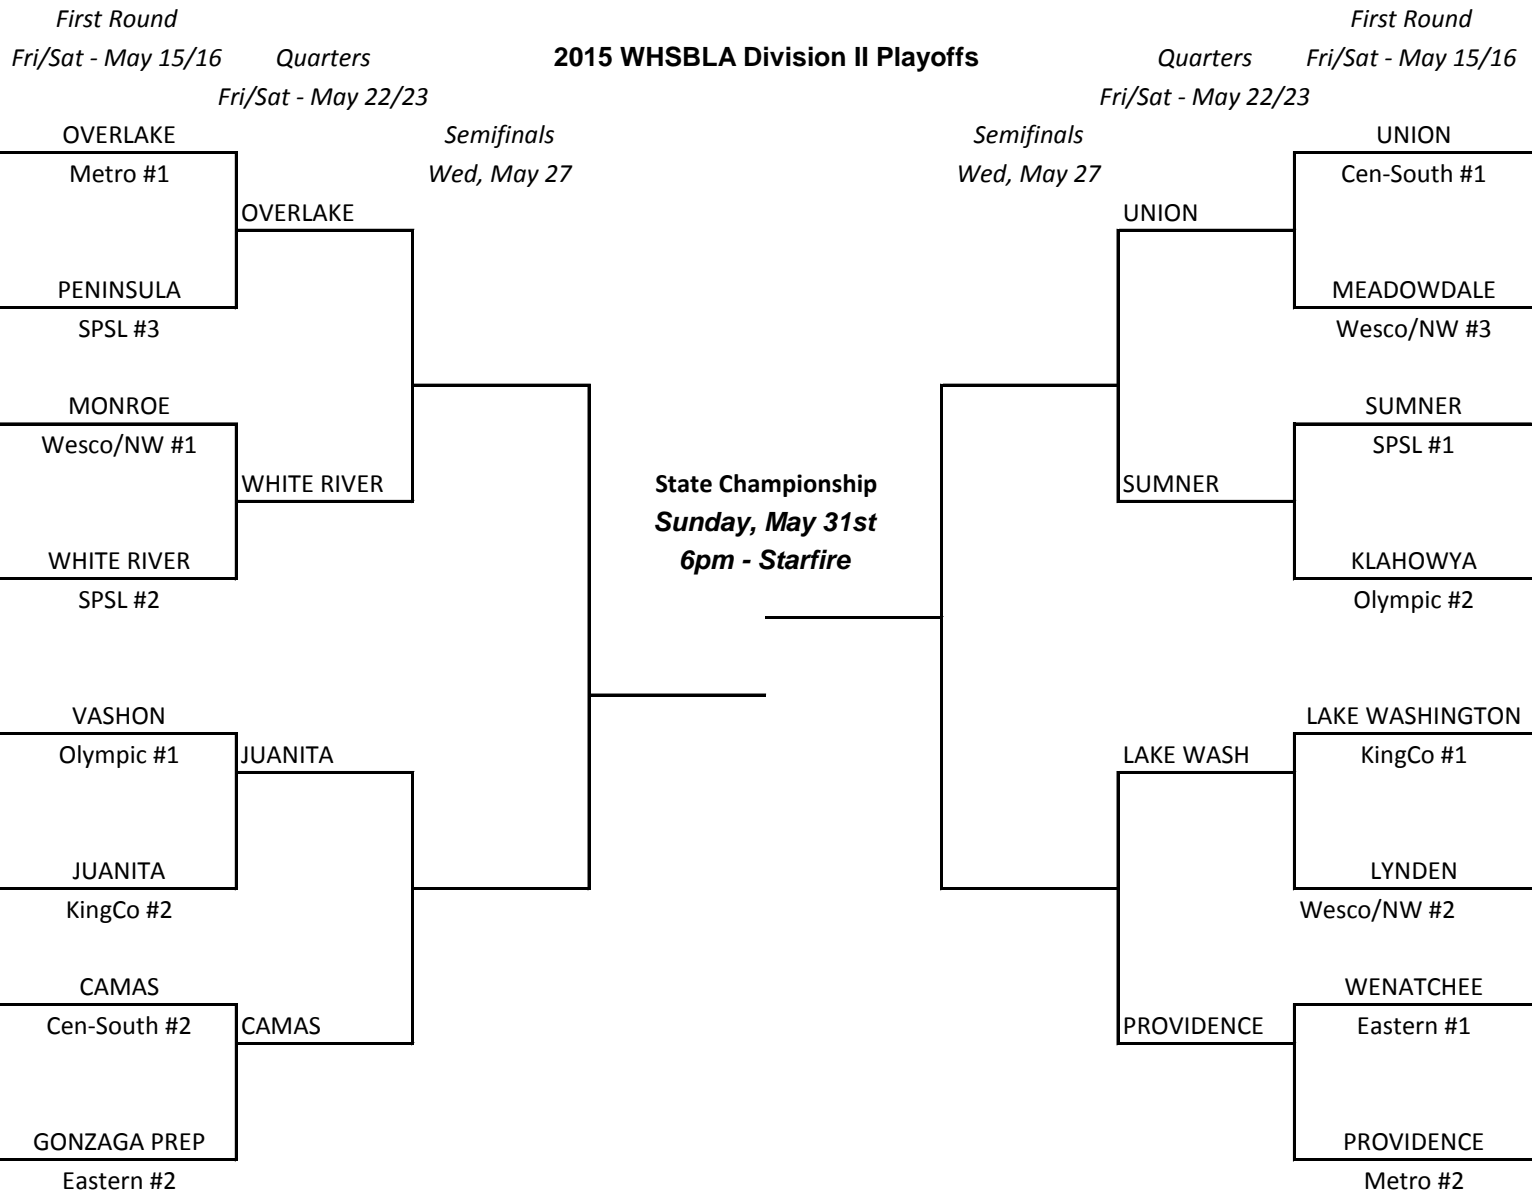 First Round
First Round
Fri/Sat - May 15/16
Quarters
2015 WHSBLA Division II Playoffs
Quarters
Fri/Sat - May 15/16
Fri/Sat - May 22/23
Fri/Sat - May 22/23
OVERLAKE
Semifinals
Semifinals
UNION
Metro #1
Wed, May 27
Wed, May 27
Cen-South #1
OVERLAKE
UNION
PENINSULA
MEADOWDALE
SPSL #3
Wesco/NW #3
MONROE
SUMNER
Wesco/NW #1
SPSL #1
WHITE RIVER
State Championship
SUMNER
Sunday, May 31st
6pm - Starfire
WHITE RIVER
KLAHOWYA
SPSL #2
Olympic #2
VASHON
LAKE WASHINGTON
Olympic #1
JUANITA
LAKE WASH
KingCo #1
JUANITA
LYNDEN
KingCo #2
Wesco/NW #2
CAMAS
WENATCHEE
Cen-South #2
CAMAS
PROVIDENCE
Eastern #1
GONZAGA PREP
PROVIDENCE
Eastern #2
Metro #2